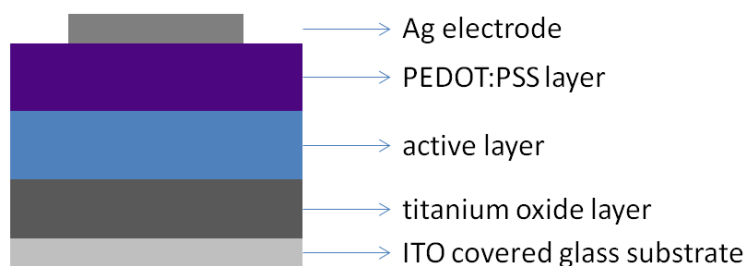 Ag electrode
PEDOT:PSS layer
active layer
titanium oxide layer
ITO covered glass substrate